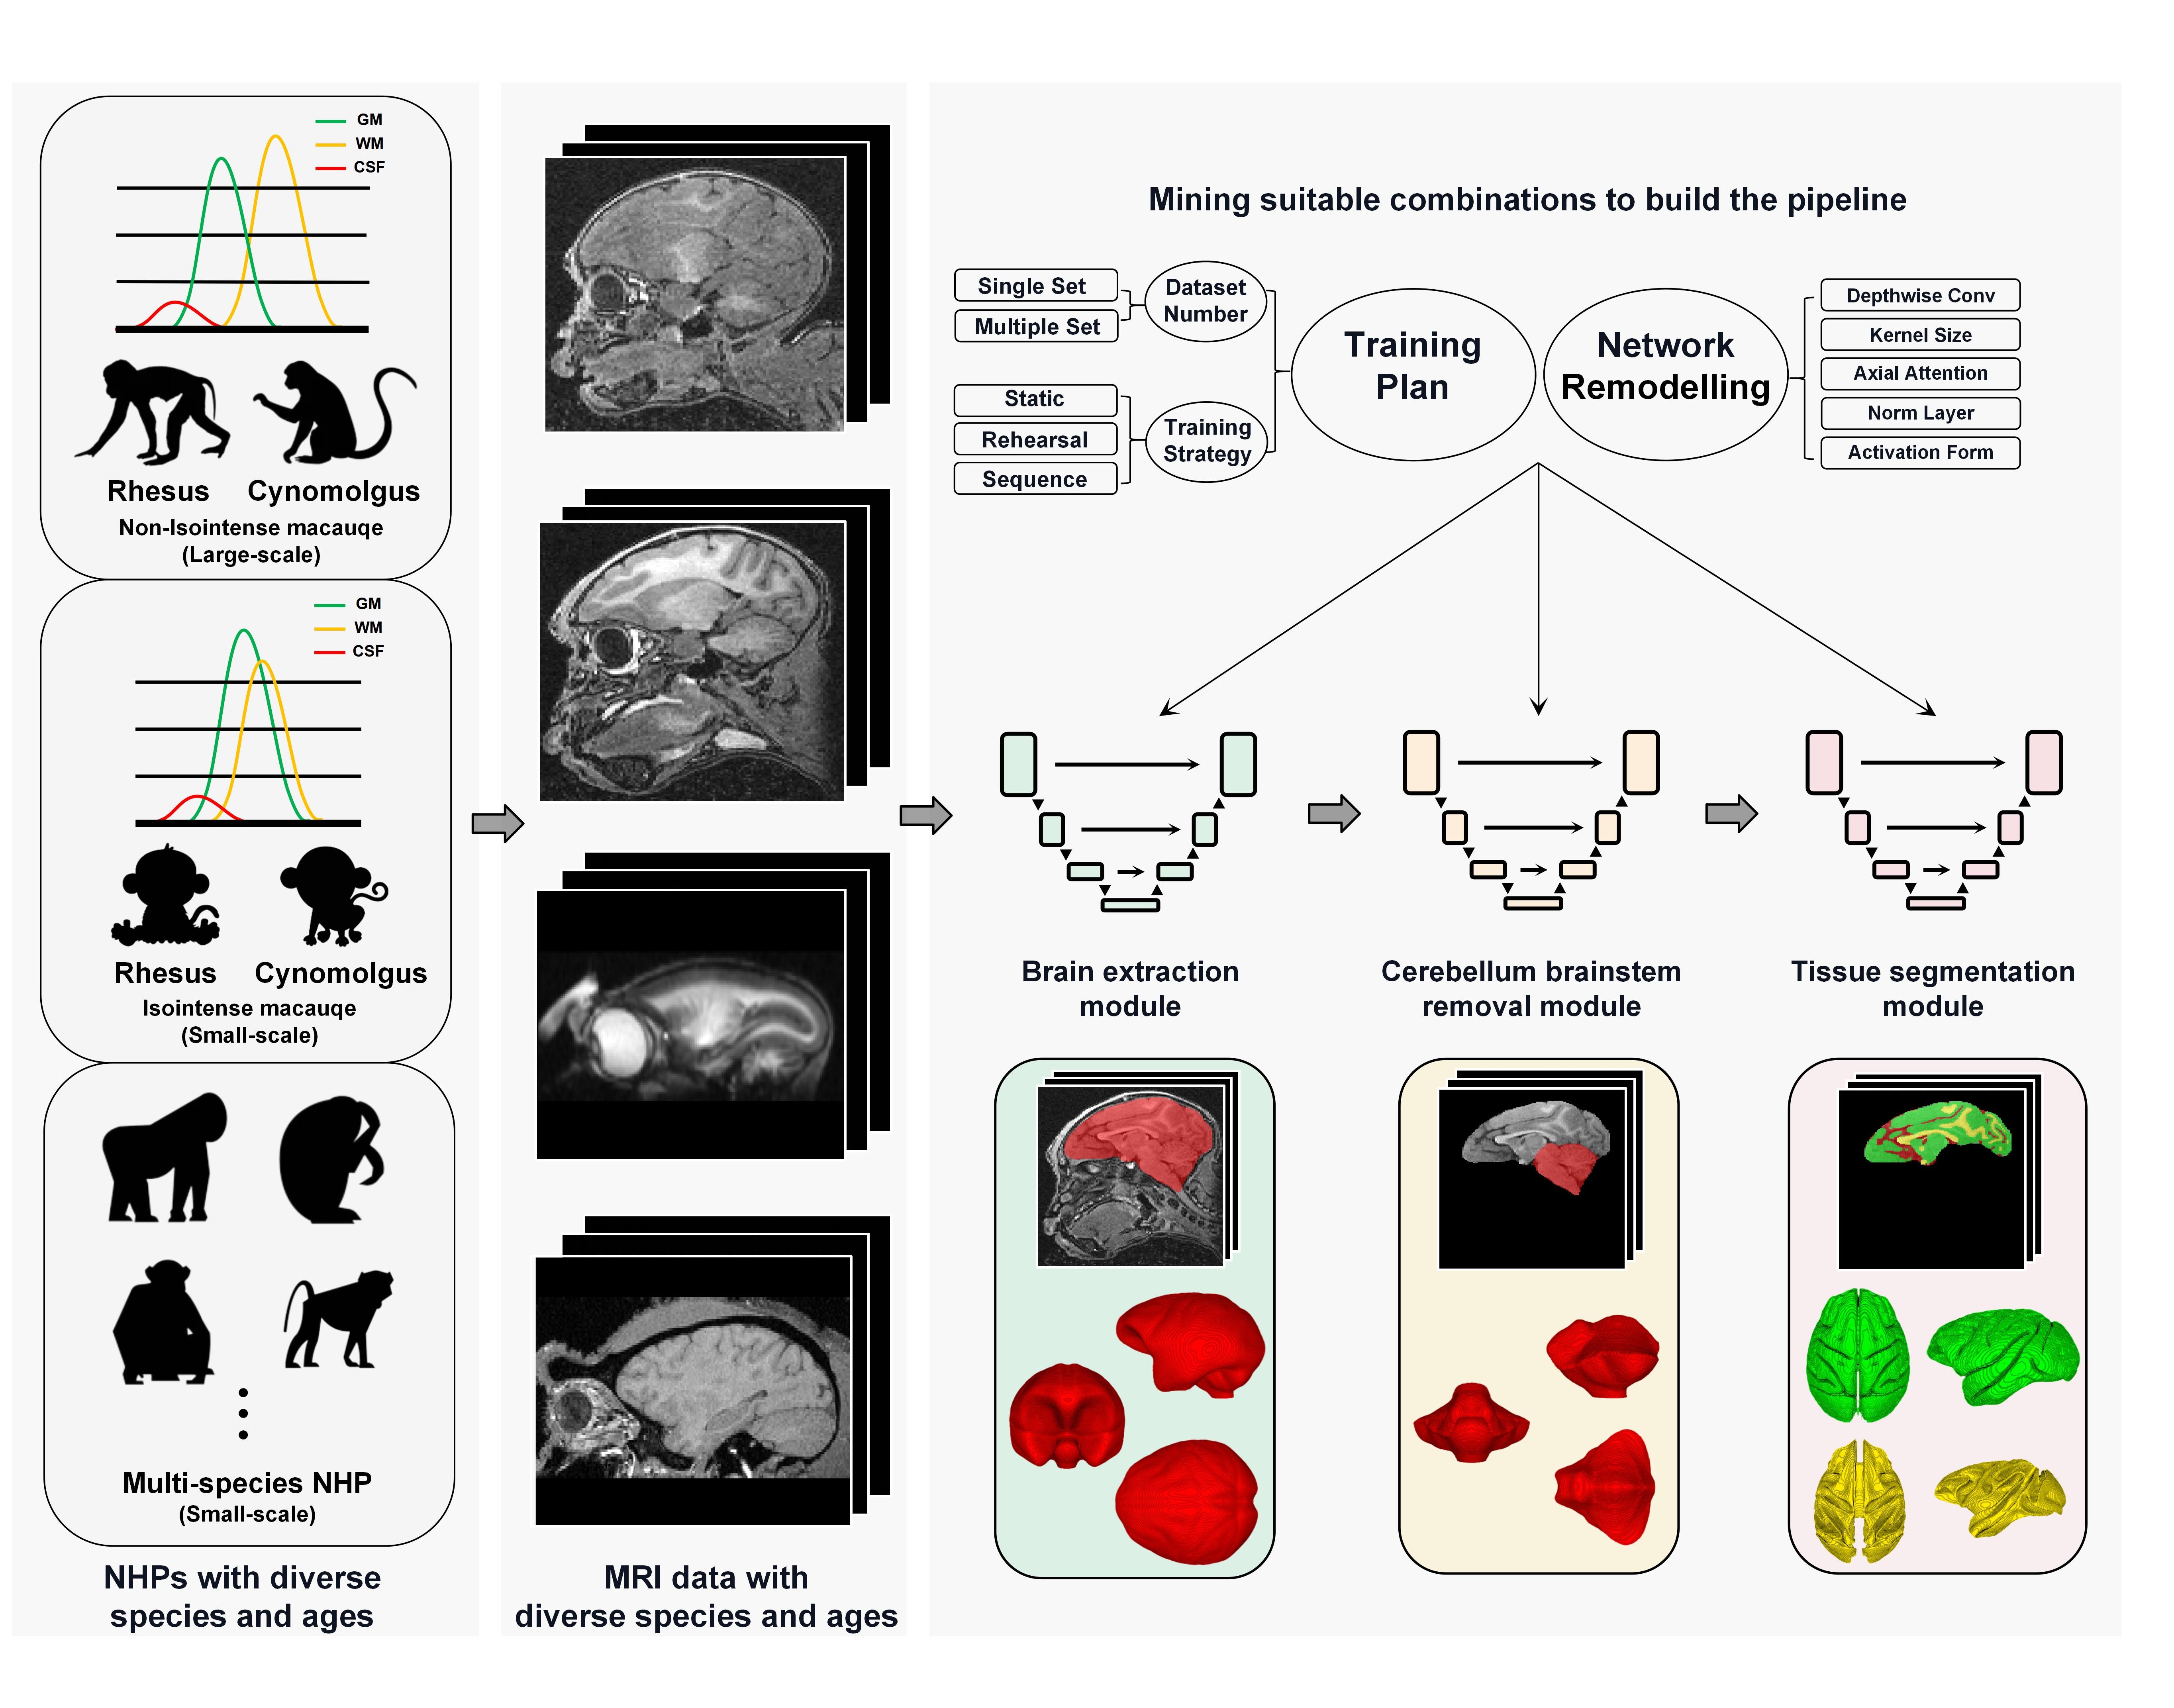 GM
WM
CSF
Rhesus
Cynomolgus
Non-Isointense macauqe
(Large-scale)
GM
WM
CSF
Rhesus
Cynomolgus
Isointense macauqe
(Small-scale)
Multi-species NHP
(Small-scale)
NHPs with diverse
species and ages
MRI data with
diverse species and ages
Mining suitable combinations to build the pipeline
Single Set
Multiple Set
Dataset
Number
Static
Rehearsal
Sequence
Training
Strategy
Training
Plan
Network
Remodelling
Depthwise Conv
Kernel Size
Axial Attention
Norm Layer
Activation Form
Brain extraction
module
Cerebellum brainstem
removal module
Tissue segmentation
module